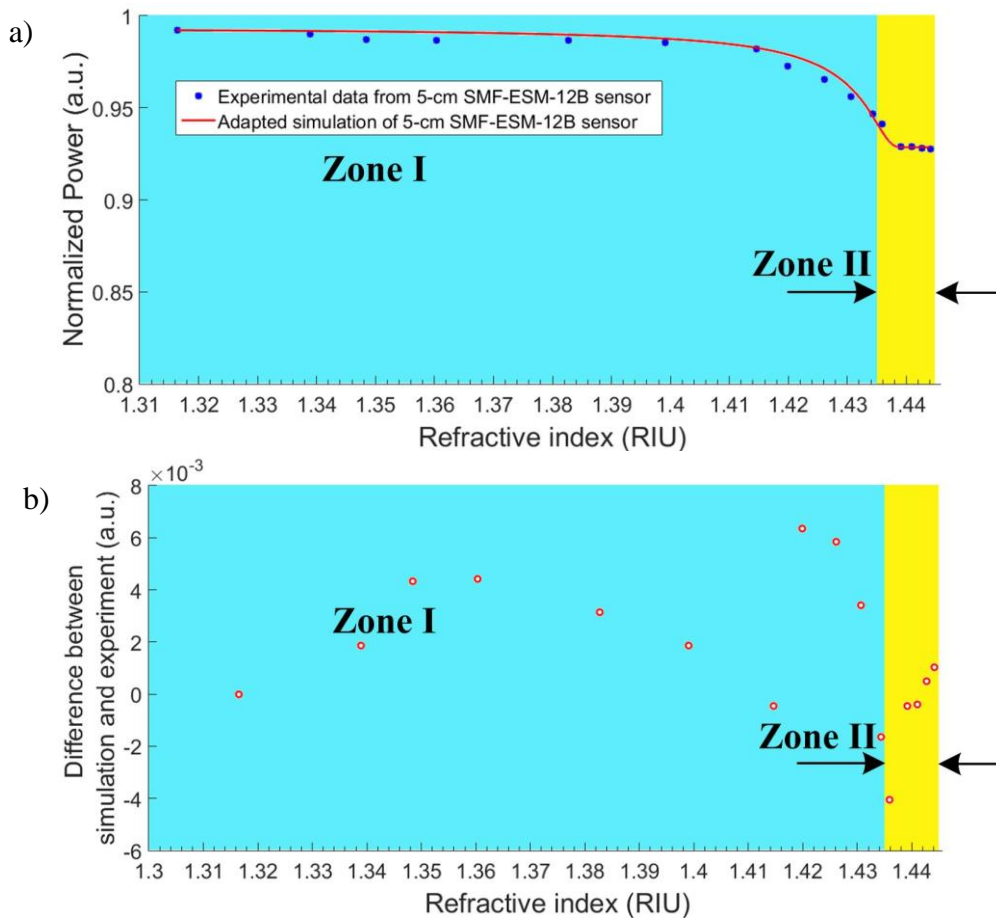 a)
Normalized Power (a.u.)
1
0.95
0.9
0.85
0.8
Experimental data from 5-cm SMF-ESM-12B sensor
Adapted simulation of 5-cm SMF-ESM-12B sensor
Zone I
Zone II
1.31 1.32 1.33 1.34 1.35 1.36 1.37 1.38 1.39 1.4 1.41 1.42 1.43 1.44
Refractive index (RIU)
b)
Difference between
simulation and experiment (a.u.)
×10⁻³
8
6
4
2
0
-2
-4
-6
Zone I
Zone II
1.3 1.31 1.32 1.33 1.34 1.35 1.36 1.37 1.38 1.39 1.4 1.41 1.42 1.43 1.44
Refractive index (RIU)